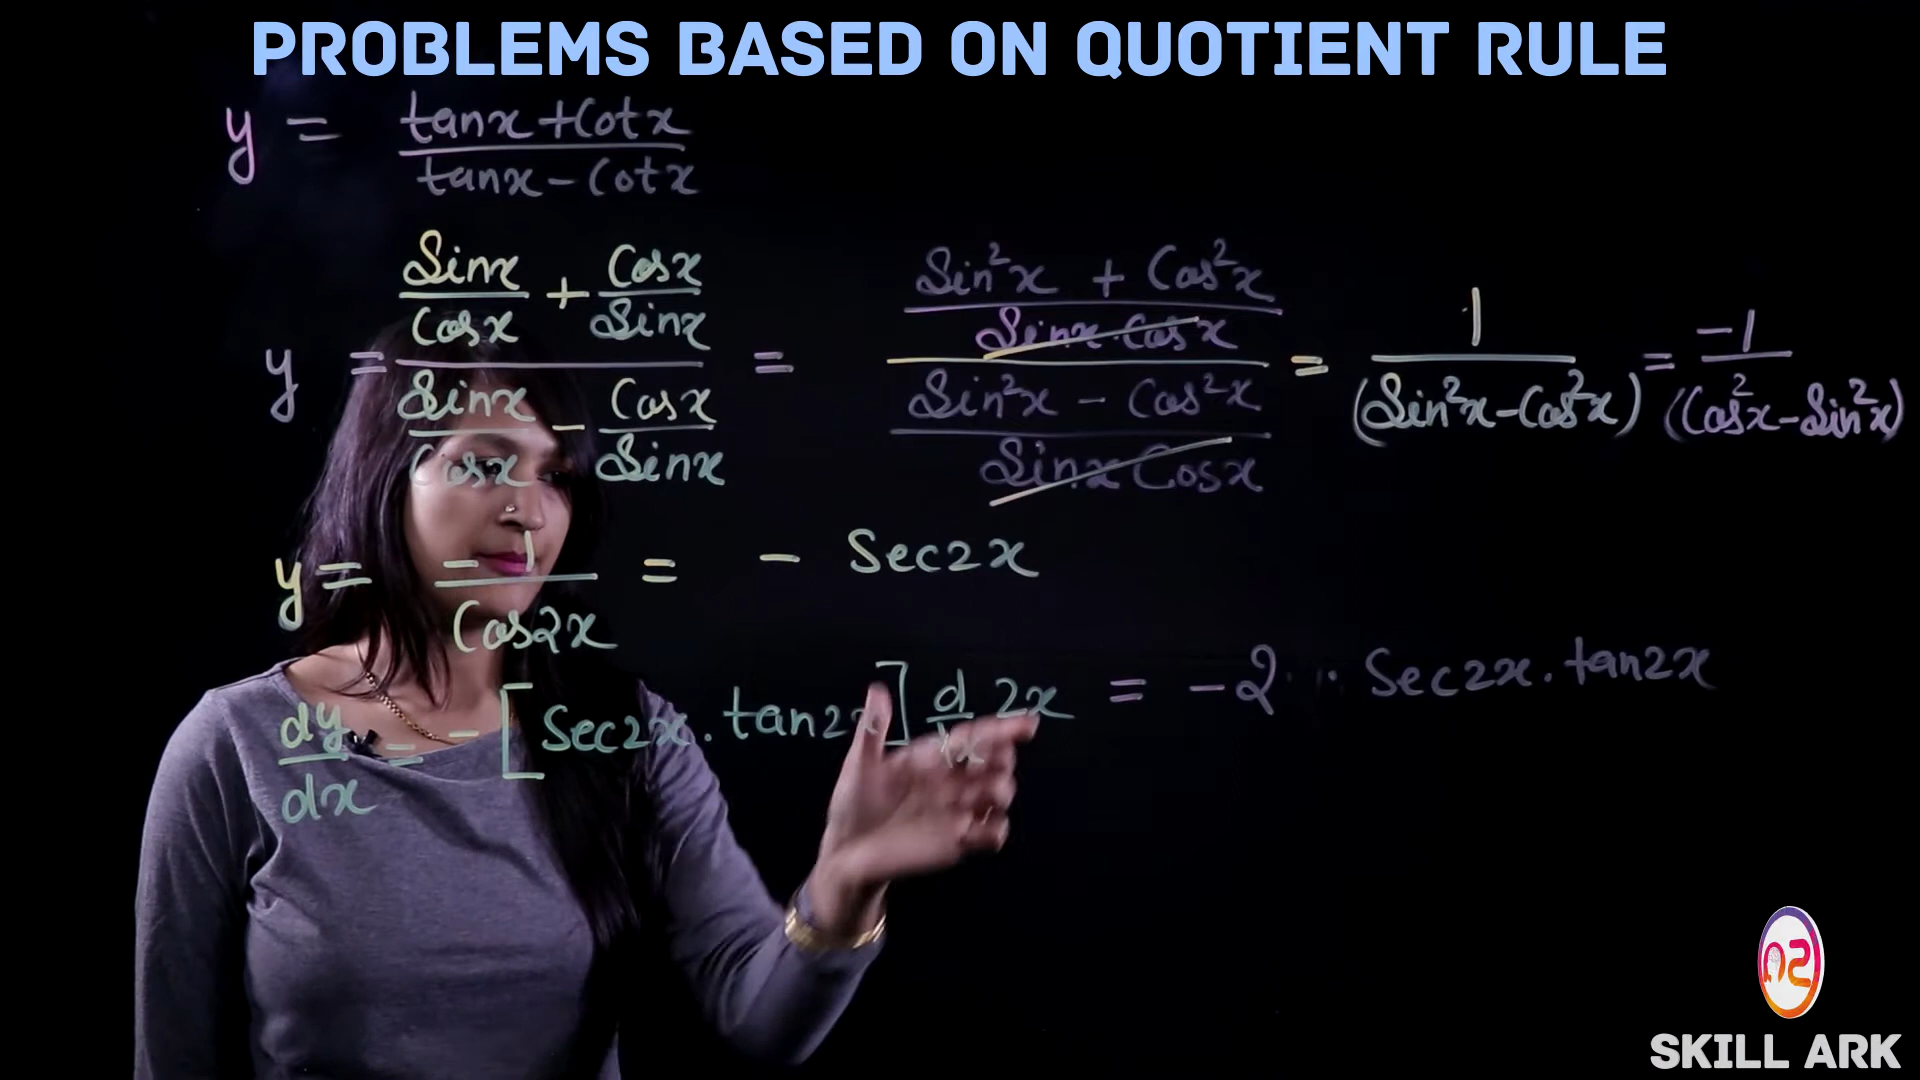 PROBLEMS BASED ON QUOTIENT RULE
y = (tanx + Cotx)/(tanx - Cotx)
y = (Sinx/Cosx + Cosx/Sinx)/(Sinx/Cosx - Cosx/Sinx) = ((Sin²x + Cos²x)/(Sinx.Cosx))/((Sin²x - Cos²x)/(Sinx Cosx)) = 1/(Sin²x-Cos²x) = -1/(Cos²x-Sin²x)
y = -1/Cos2x = - Sec2x
dy/dx = - [Sec2x . tan2x] d/dx 2x = -2 . Sec2x . tan2x
SKILL ARK